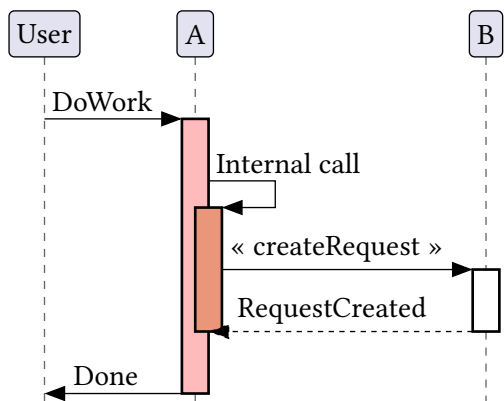 User A B
DoWork
Internal call
« createRequest »
RequestCreated
Done